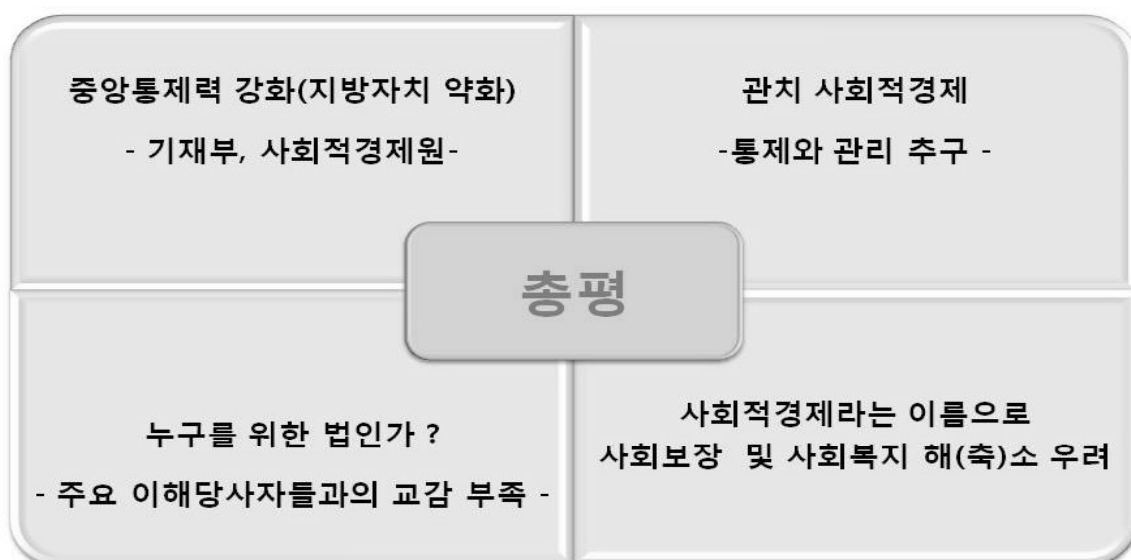 중앙통제력 강화(지방자치 약화)
- 기재부, 사회적경제원-
관치 사회적경제
-통제와 관리 추구 -
총평
누구를 위한 법인가 ?
- 주요 이해당사자들과의 교감 부족 -
사회적경제라는 이름으로
사회보장 및 사회복지 해(축)소 우려